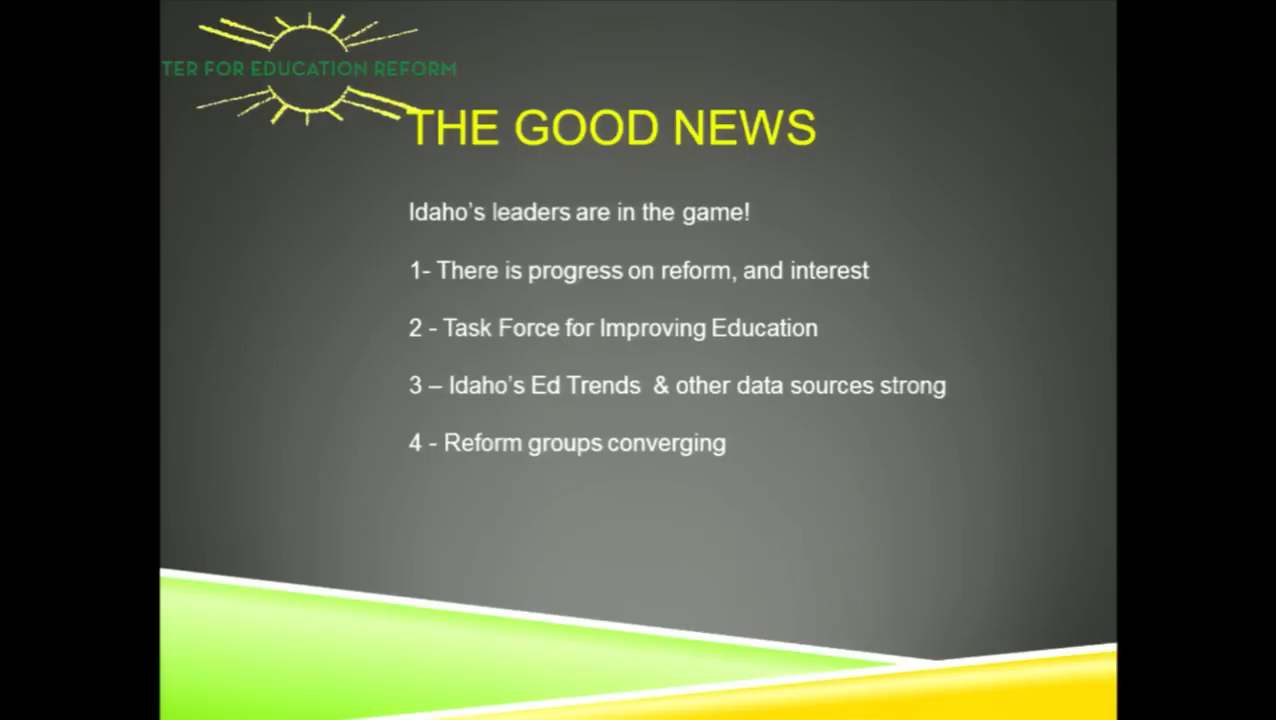 TER FOR EDUCATION REFORM
THE GOOD NEWS
Idaho's leaders are in the game!
1- There is progress on reform, and interest
2 - Task Force for Improving Education
3 – Idaho's Ed Trends  & other data sources strong
4 - Reform groups converging